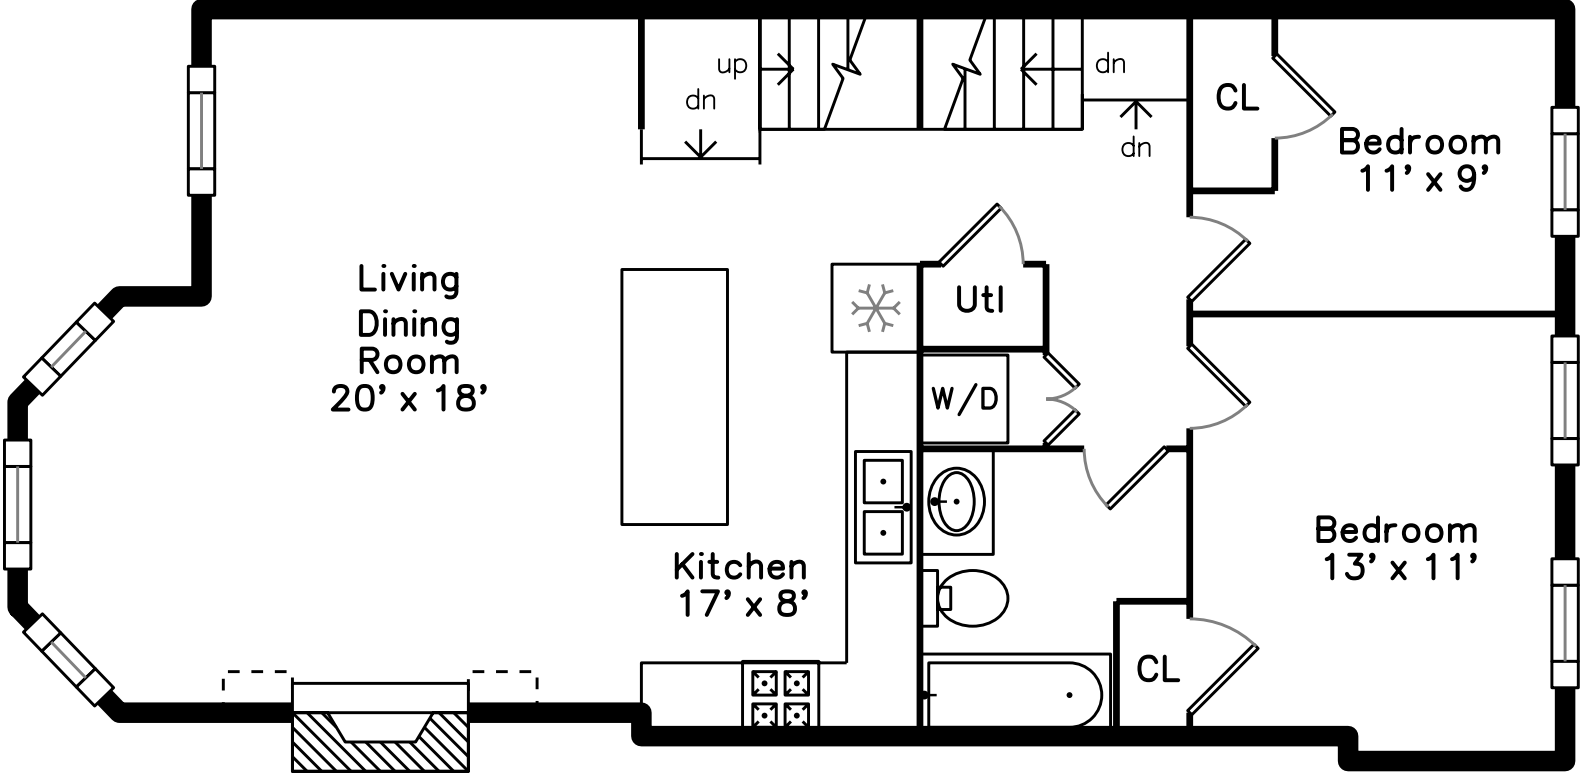 up
dn
dn
dn
CL
Bedroom
11' x 9'
Living
Dining
Room
20' x 18'
Utl
W/D
Kitchen
17' x 8'
Bedroom
13' x 11'
CL